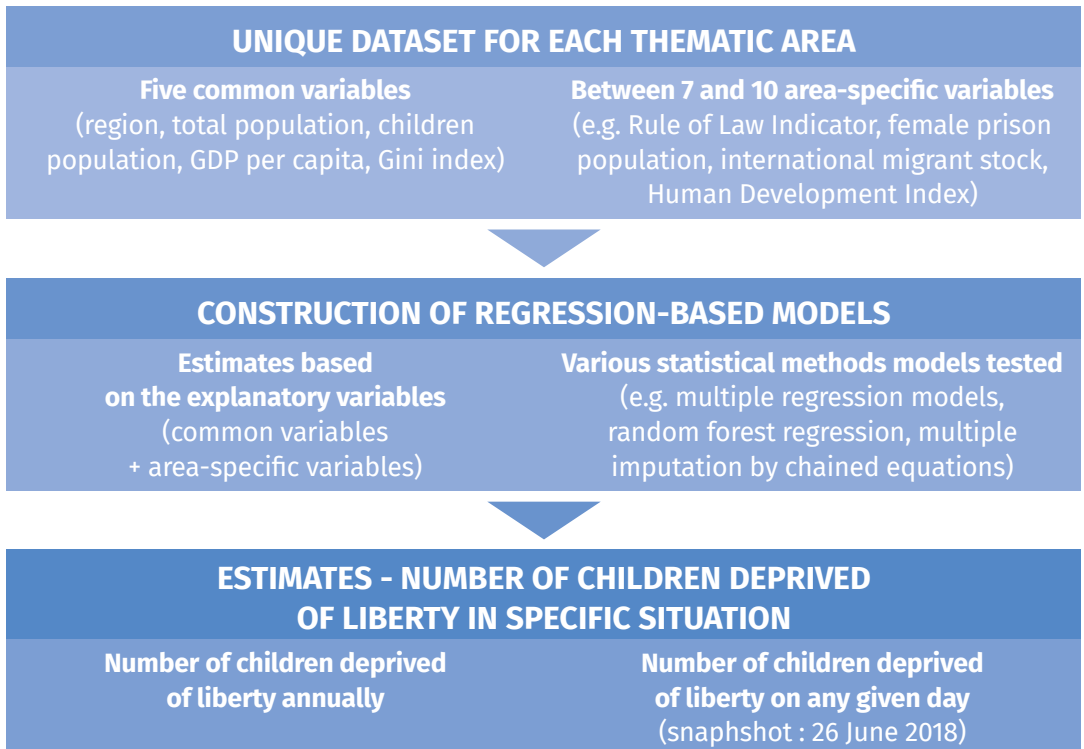 UNIQUE DATASET FOR EACH THEMATIC AREA
Five common variables
(region, total population, children
population, GDP per capita, Gini index)
Between 7 and 10 area-specific variables
(e.g. Rule of Law Indicator, female prison
population, international migrant stock,
Human Development Index)
CONSTRUCTION OF REGRESSION-BASED MODELS
Estimates based
on the explanatory variables
(common variables
+ area-specific variables)
Various statistical methods models tested
(e.g. multiple regression models,
random forest regression, multiple
imputation by chained equations)
ESTIMATES - NUMBER OF CHILDREN DEPRIVED
OF LIBERTY IN SPECIFIC SITUATION
Number of children deprived
of liberty annually
Number of children deprived
of liberty on any given day
(snaphshot : 26 June 2018)